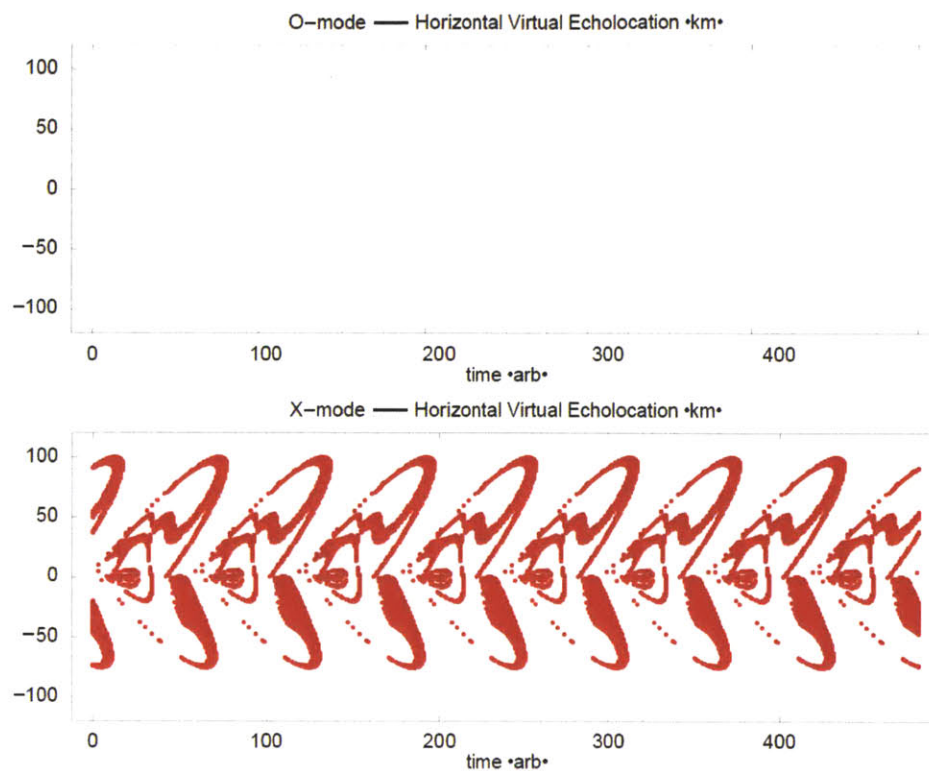 O−mode — Horizontal Virtual Echolocation •km•
100
50
0
−50
−100
0 100 200 300 400
time •arb•
X−mode — Horizontal Virtual Echolocation •km•
100
50
0
−50
−100
0 100 200 300 400
time •arb•